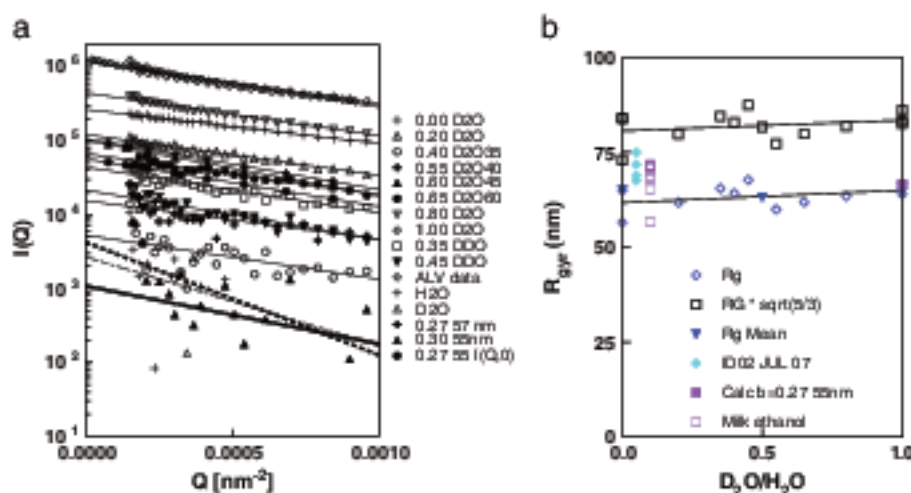 a
b
I(Q)
10^6
10^5
10^4
10^3
10^2
10^1
0.0000
0.0005
0.0010
Q [nm^-2]
0.00 D2O
0.20 D2O
0.40 D2O35
0.55 D2O40
0.60 D2O45
0.65 D2O60
0.80 D2O
1.00 D2O
0.35 DDO
0.45 DDO
ALV data
H2O
D2O
0.27 57 nm
0.30 55nm
0.27 55 I(Q,0)
R_gyr (nm)
100
75
50
25
0
Rg
RG * sqrt(5/3)
Rg Mean
ID02 JUL 07
Calc b=0.27 55nm
Milk ethanol
0.0
0.5
1.0
D2O/H2O